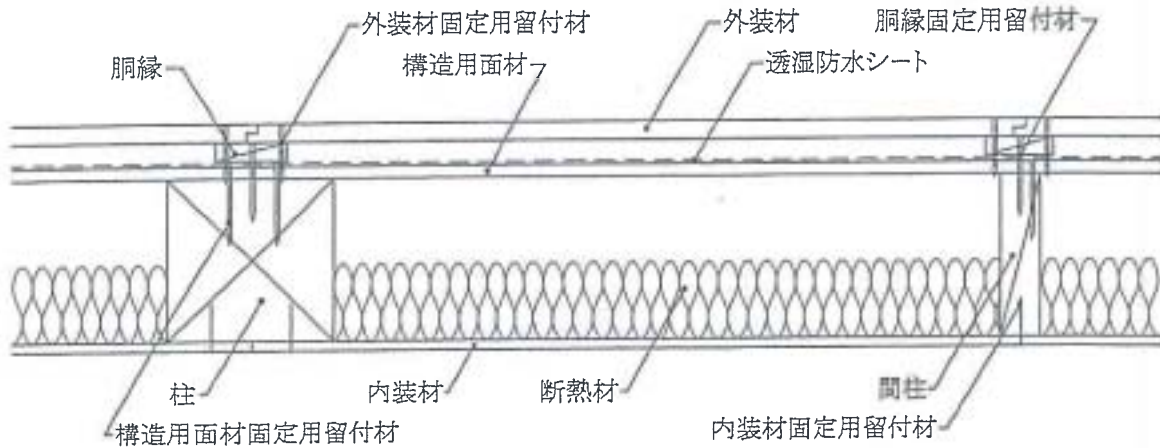 外装材固定用留付材
外装材
胴縁固定用留付材
胴縁
構造用面材
透湿防水シート
柱
内装材
断熱材
間柱
構造用面材固定用留付材
内装材固定用留付材